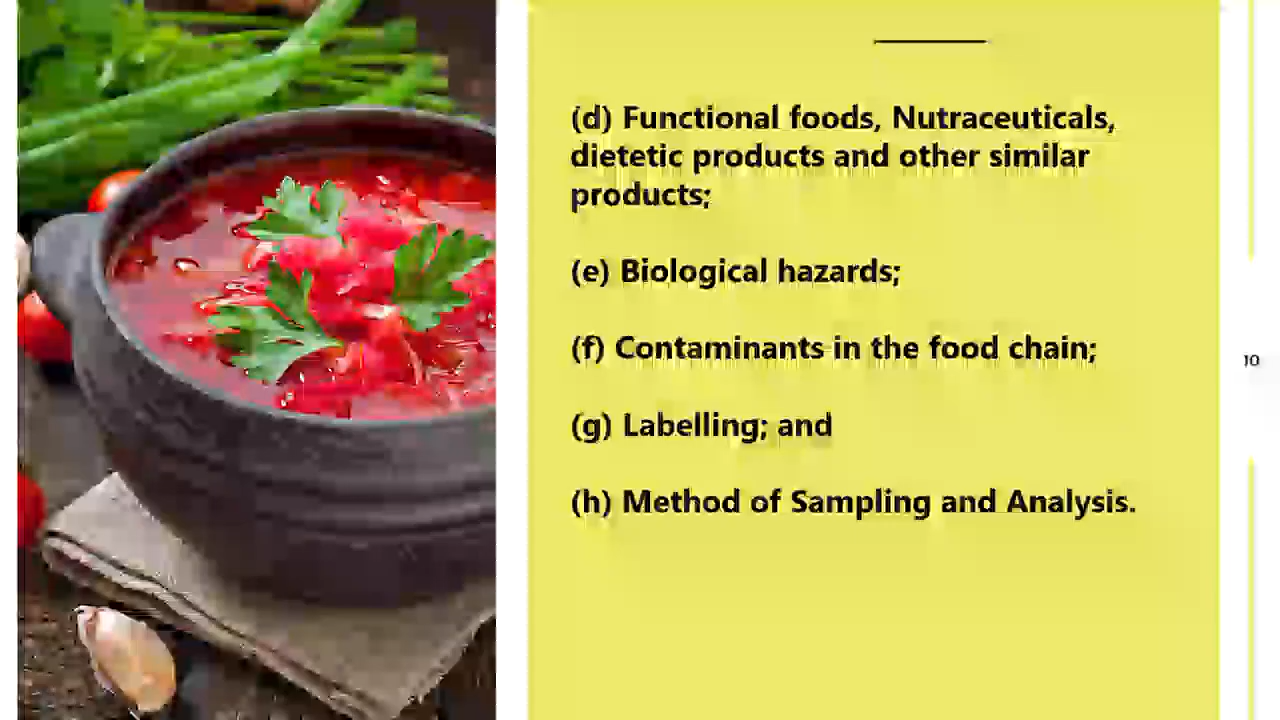 (d) Functional foods, Nutraceuticals,
dietetic products and other similar
products;
(e) Biological hazards;
(f) Contaminants in the food chain;
(g) Labelling; and
(h) Method of Sampling and Analysis.